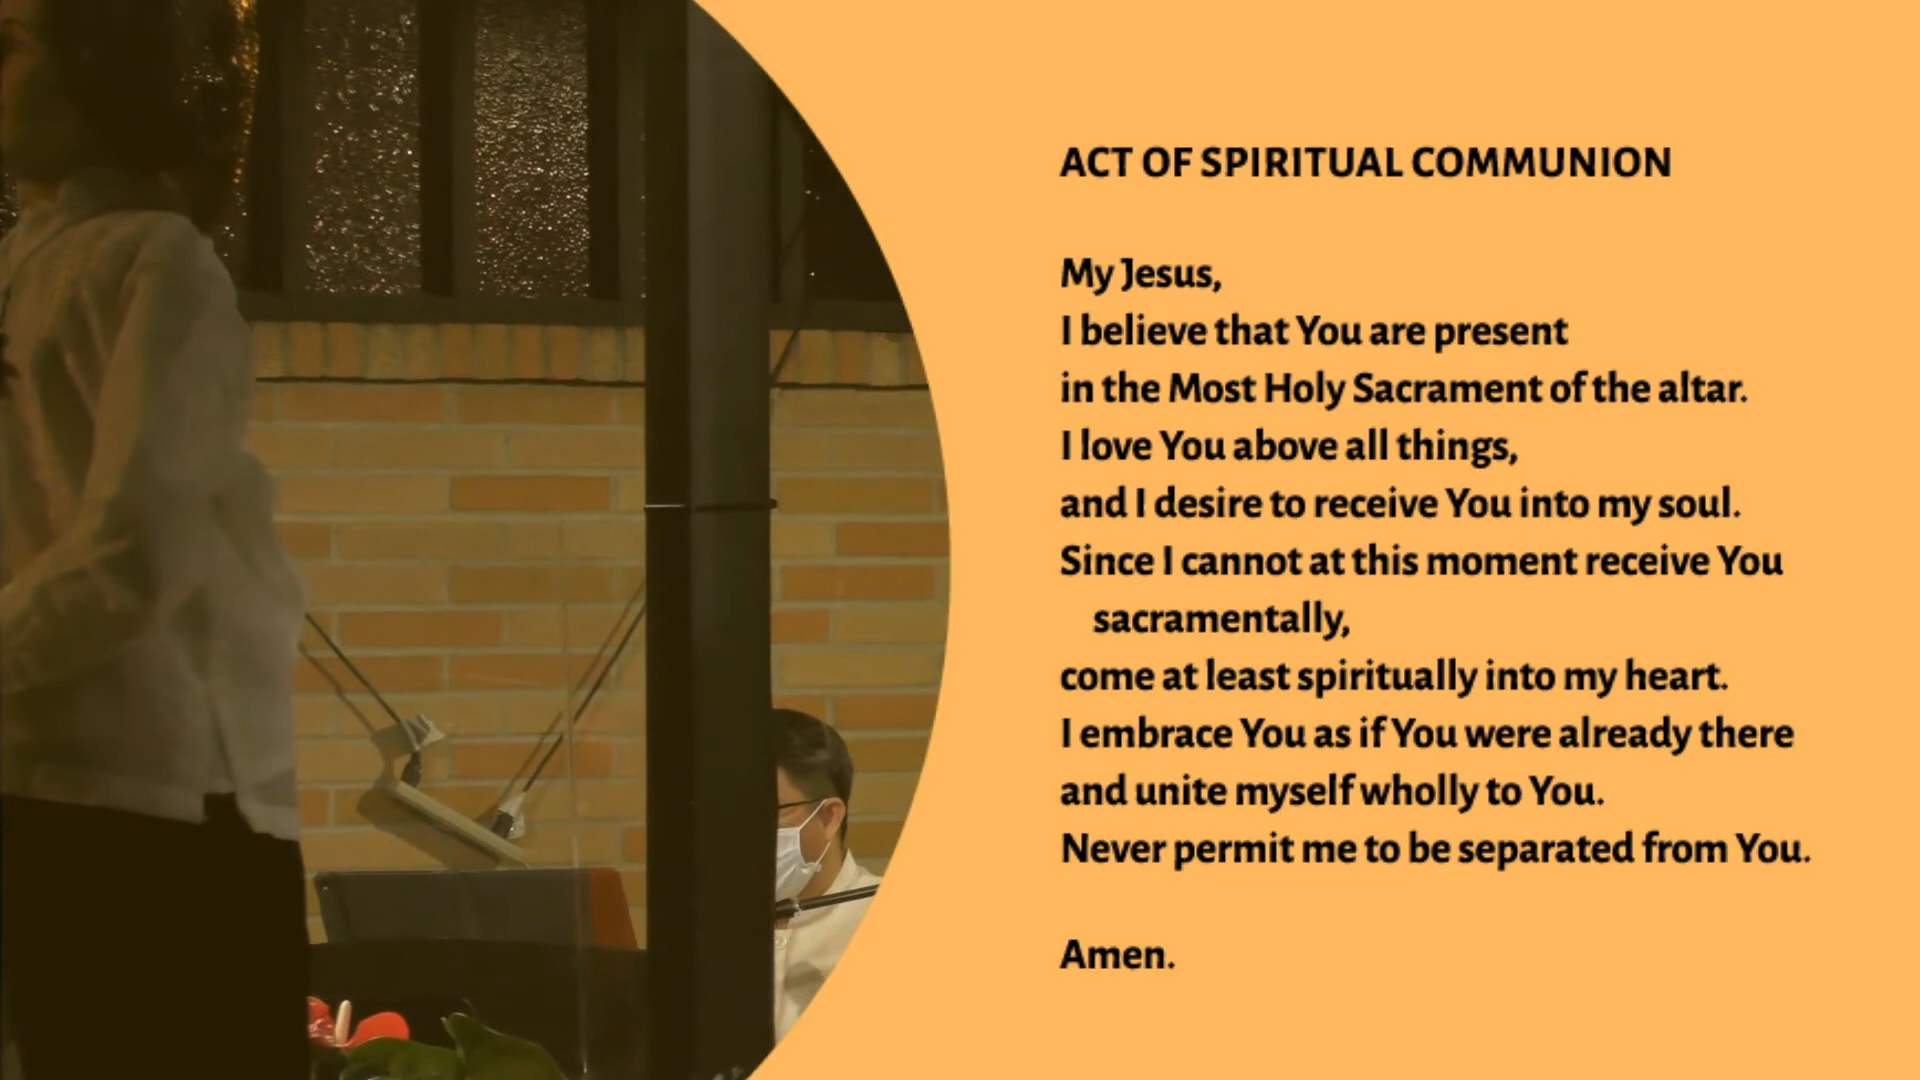 ACT OF SPIRITUAL COMMUNION
My Jesus,
I believe that You are present
in the Most Holy Sacrament of the altar.
I love You above all things,
and I desire to receive You into my soul.
Since I cannot at this moment receive You
sacramentally,
come at least spiritually into my heart.
I embrace You as if You were already there
and unite myself wholly to You.
Never permit me to be separated from You.
Amen.